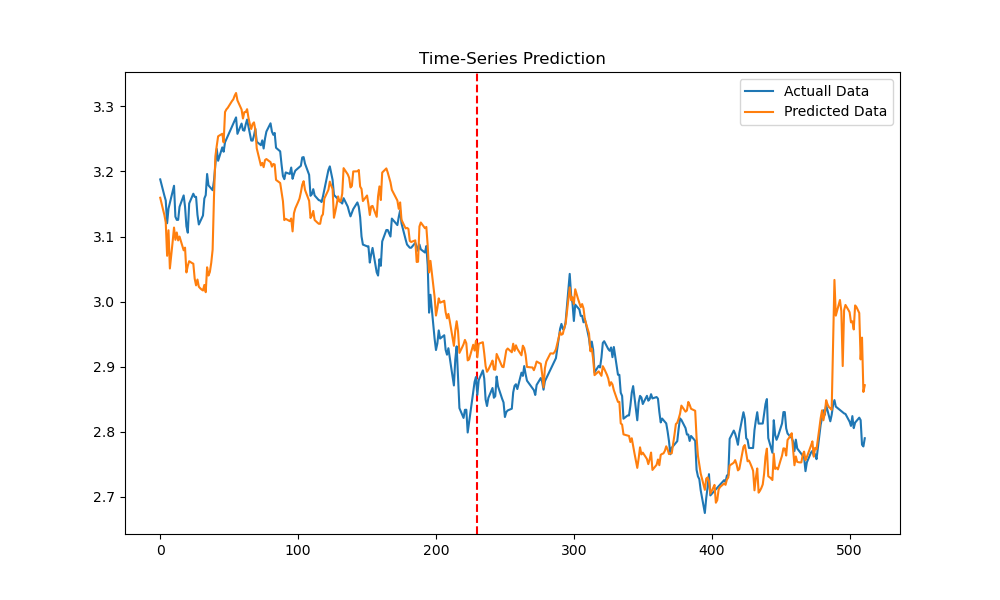 Time-Series Prediction
Actuall Data
Predicted Data
3.3
3.2
3.1
3.0
2.9
2.8
2.7
0 100 200 300 400 500